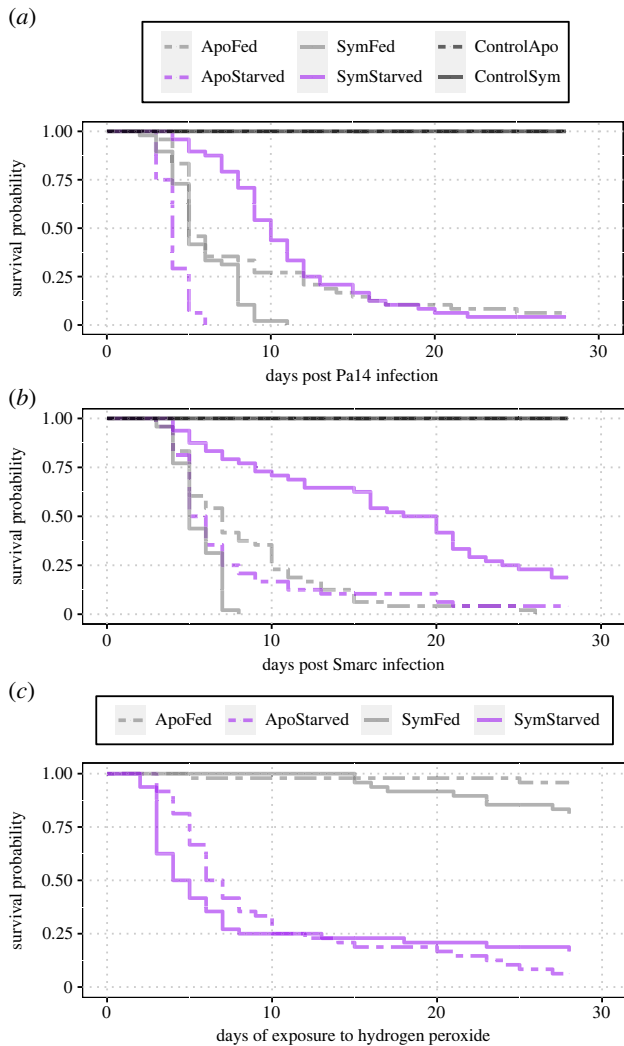 (a)
ApoFed SymFed ControlApo
ApoStarved SymStarved ControlSym
survival probability
1.00
0.75
0.50
0.25
0
0 10 20 30
days post Pa14 infection
(b)
survival probability
1.00
0.75
0.50
0.25
0
0 10 20 30
days post Smarc infection
(c)
ApoFed ApoStarved SymFed SymStarved
survival probability
1.00
0.75
0.50
0.25
0
0 10 20 30
days of exposure to hydrogen peroxide